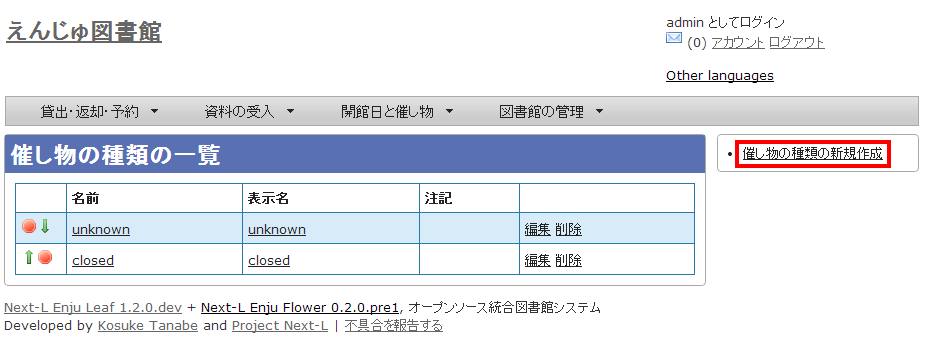 えんじゅ図書館
admin としてログイン
(0) アカウント ログアウト
Other languages
貸出・返却・予約 資料の受入 開館日と催し物 図書館の管理
催し物の種類の一覧
名前 表示名 注記
unknown unknown 編集 削除
closed closed 編集 削除
• 催し物の種類の新規作成
Next-L Enju Leaf 1.2.0.dev + Next-L Enju Flower 0.2.0.pre1, オープンソース統合図書館システム
Developed by Kosuke Tanabe and Project Next-L | 不具合を報告する